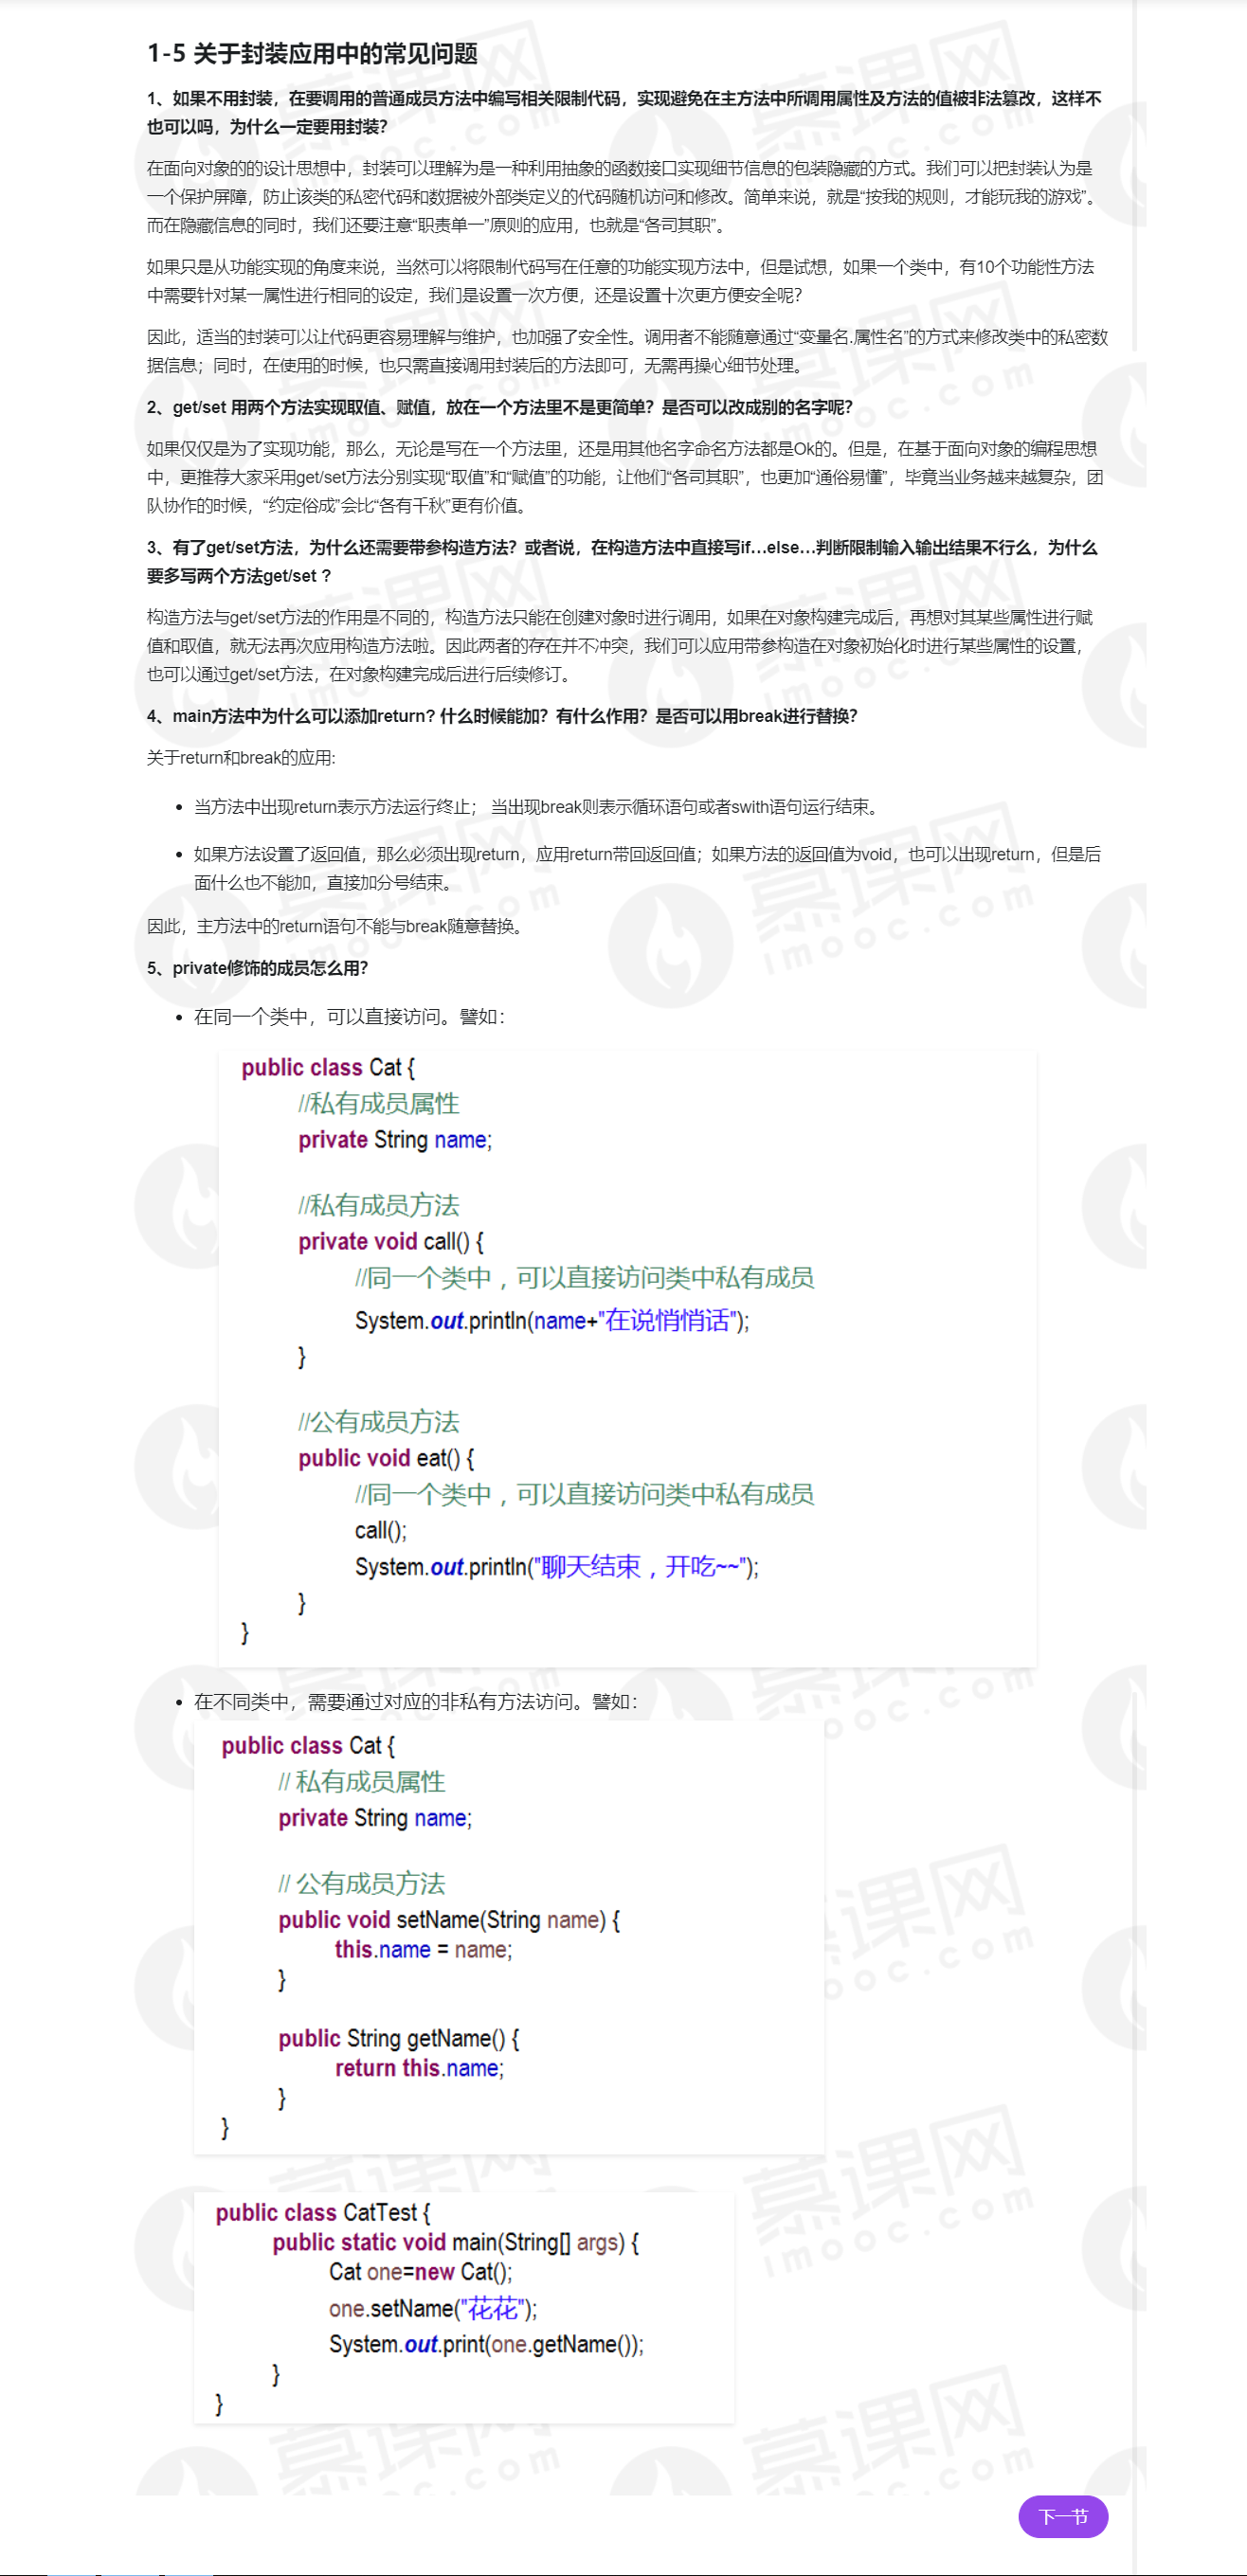 1-5 关于封装应用中的常见问题
1、如果不用封装，在要调用的普通成员方法中编写相关限制代码，实现避免在主方法中所调用属性及方法的值被非法篡改，这样不
也可以吗，为什么一定要用封装？
在面向对象的的设计思想中，封装可以理解为是一种利用抽象的函数接口实现细节信息的包装隐藏的方式。我们可以把封装认为是
一个保护屏障，防止该类的私密代码和数据被外部类定义的代码随机访问和修改。简单来说，就是“按我的规则，才能玩我的游戏”。
而在隐藏信息的同时，我们还要注意“职责单一”原则的应用，也就是“各司其职”。
如果只是从功能实现的角度来说，当然可以将限制代码写在任意的功能实现方法中，但是试想，如果一个类中，有10个功能性方法
中需要针对某一属性进行相同的设定，我们是设置一次方便，还是设置十次更方便安全呢？
因此，适当的封装可以让代码更容易理解与维护，也加强了安全性。调用者不能随意通过“变量名.属性名”的方式来修改类中的私密数
据信息；同时，在使用的时候，也只需直接调用封装后的方法即可，无需再操心细节处理。
2、get/set 用两个方法实现取值、赋值，放在一个方法里不是更简单？是否可以改成别的名字呢？
如果仅仅是为了实现功能，那么，无论是写在一个方法里，还是用其他名字命名方法都是Ok的。但是，在基于面向对象的编程思想
中，更推荐大家采用get/set方法分别实现“取值”和“赋值”的功能，让他们“各司其职”，也更加“通俗易懂”，毕竟当业务越来越复杂，团
队协作的时候，“约定俗成”会比“各有千秋”更有价值。
3、有了get/set方法，为什么还需要带参构造方法？或者说，在构造方法中直接写if…else…判断限制输入输出结果不行么，为什么
要多写两个方法get/set ?
构造方法与get/set方法的作用是不同的，构造方法只能在创建对象时进行调用，如果在对象构建完成后，再想对其某些属性进行赋
值和取值，就无法再次应用构造方法啦。因此两者的存在并不冲突，我们可以应用带参构造在对象初始化时进行某些属性的设置，
也可以通过get/set方法，在对象构建完成后进行后续修订。
4、main方法中为什么可以添加return? 什么时候能加？有什么作用？是否可以用break进行替换?
关于return和break的应用:
• 当方法中出现return表示方法运行终止； 当出现break则表示循环语句或者swith语句运行结束。
• 如果方法设置了返回值，那么必须出现return，应用return带回返回值；如果方法的返回值为void，也可以出现return，但是后
面什么也不能加，直接加分号结束。
因此，主方法中的return语句不能与break随意替换。
5、private修饰的成员怎么用?
• 在同一个类中，可以直接访问。譬如：
public class Cat {
//私有成员属性
private String name;
//私有成员方法
private void call() {
//同一个类中，可以直接访问类中私有成员
System.out.println(name+"在说悄悄话");
}
//公有成员方法
public void eat() {
//同一个类中，可以直接访问类中私有成员
call();
System.out.println("聊天结束，开吃~~");
}
}
• 在不同类中，需要通过对应的非私有方法访问。譬如：
public class Cat {
// 私有成员属性
private String name;
// 公有成员方法
public void setName(String name) {
this.name = name;
}
public String getName() {
return this.name;
}
}
public class CatTest {
public static void main(String[] args) {
Cat one=new Cat();
one.setName("花花");
System.out.print(one.getName());
}
}
下一节